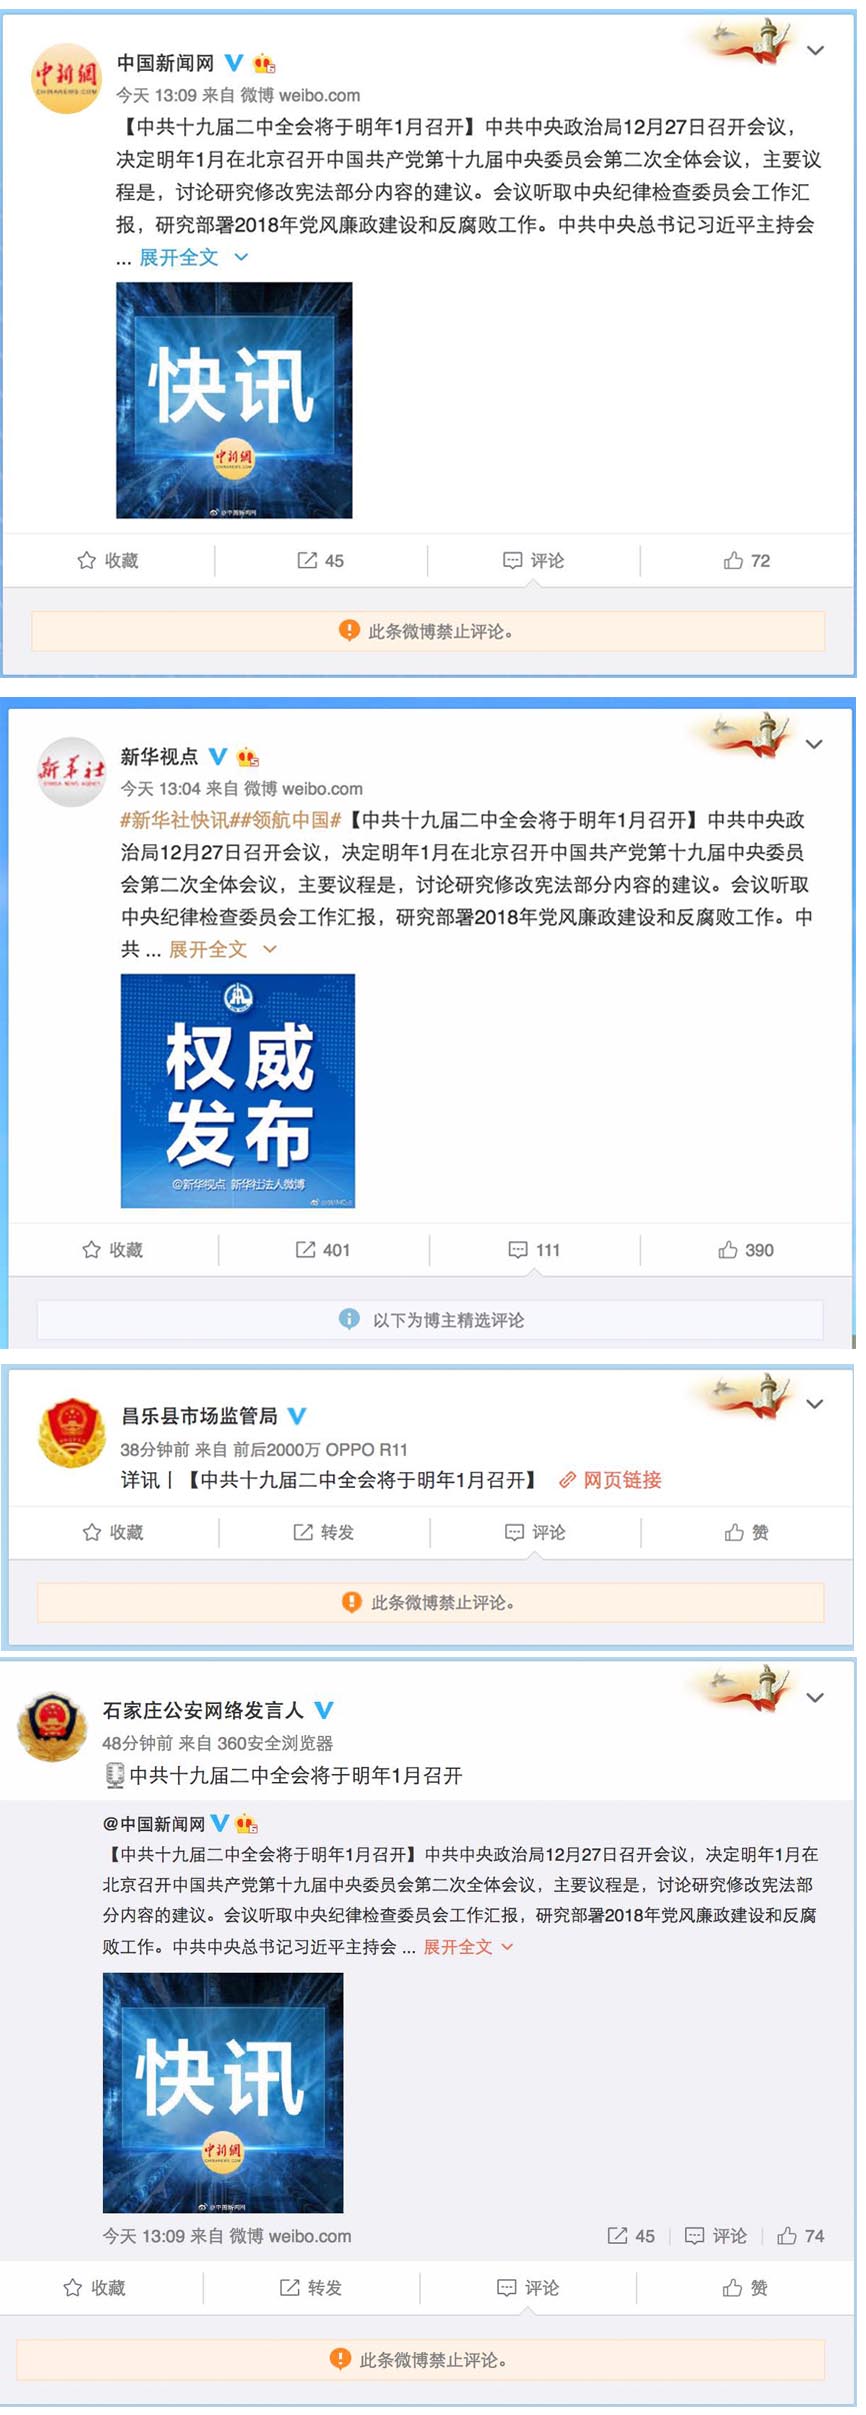 中新網
CHINANEWS.COM
中国新闻网
今天 13:09 来自 微博 weibo.com
【中共十九届二中全会将于明年1月召开】中共中央政治局12月27日召开会议，
决定明年1月在北京召开中国共产党第十九届中央委员会第二次全体会议，主要议
程是，讨论研究修改宪法部分内容的建议。会议听取中央纪律检查委员会工作汇
报，研究部署2018年党风廉政建设和反腐败工作。中共中央总书记习近平主持会
... 展开全文
快讯
中新網
@中国新闻网
收藏 45 评论 72
此条微博禁止评论。
新华社
XINHUA NEWS AGENCY
新华视点
今天 13:04 来自 微博 weibo.com
#新华社快讯##领航中国#【中共十九届二中全会将于明年1月召开】中共中央政
治局12月27日召开会议，决定明年1月在北京召开中国共产党第十九届中央委员
会第二次全体会议，主要议程是，讨论研究修改宪法部分内容的建议。会议听取
中央纪律检查委员会工作汇报，研究部署2018年党风廉政建设和反腐败工作。中
共 ... 展开全文
权威
发布
@新华视点 新华社法人微博
收藏 401 111 390
以下为博主精选评论
昌乐县市场监管局
38分钟前 来自 前后2000万 OPPO R11
详讯丨【中共十九届二中全会将于明年1月召开】 网页链接
收藏 转发 评论 赞
此条微博禁止评论。
石家庄公安网络发言人
48分钟前 来自 360安全浏览器
中共十九届二中全会将于明年1月召开
@中国新闻网
【中共十九届二中全会将于明年1月召开】中共中央政治局12月27日召开会议，决定明年1月在
北京召开中国共产党第十九届中央委员会第二次全体会议，主要议程是，讨论研究修改宪法部
分内容的建议。会议听取中央纪律检查委员会工作汇报，研究部署2018年党风廉政建设和反腐
败工作。中共中央总书记习近平主持会 ... 展开全文
快讯
中新網
@中国新闻网
今天 13:09 来自 微博 weibo.com 45 评论 74
收藏 转发 评论 赞
此条微博禁止评论。